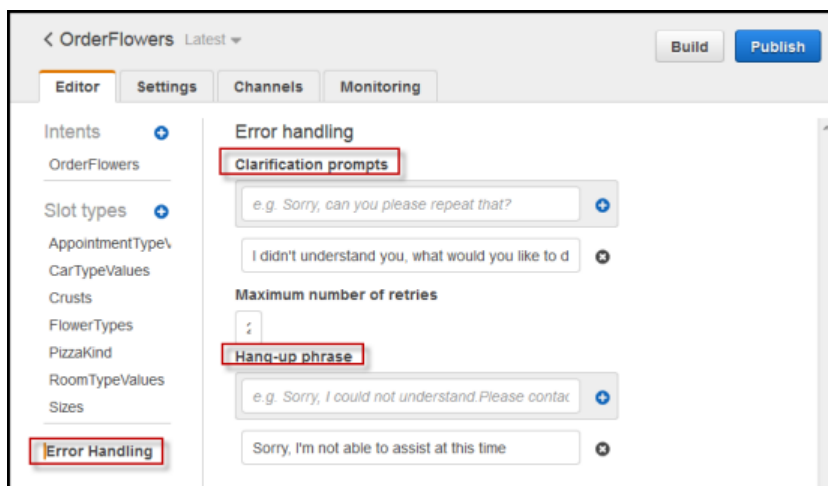 < OrderFlowers Latest
Build
Publish
Editor
Settings
Channels
Monitoring
Intents
OrderFlowers
Slot types
AppointmentTypeV
CarTypeValues
Crusts
FlowerTypes
PizzaKind
RoomTypeValues
Sizes
Error Handling
Error handling
Clarification prompts
e.g. Sorry, can you please repeat that?
I didn't understand you, what would you like to d
Maximum number of retries
Hang-up phrase
e.g. Sorry, I could not understand.Please contac
Sorry, I'm not able to assist at this time